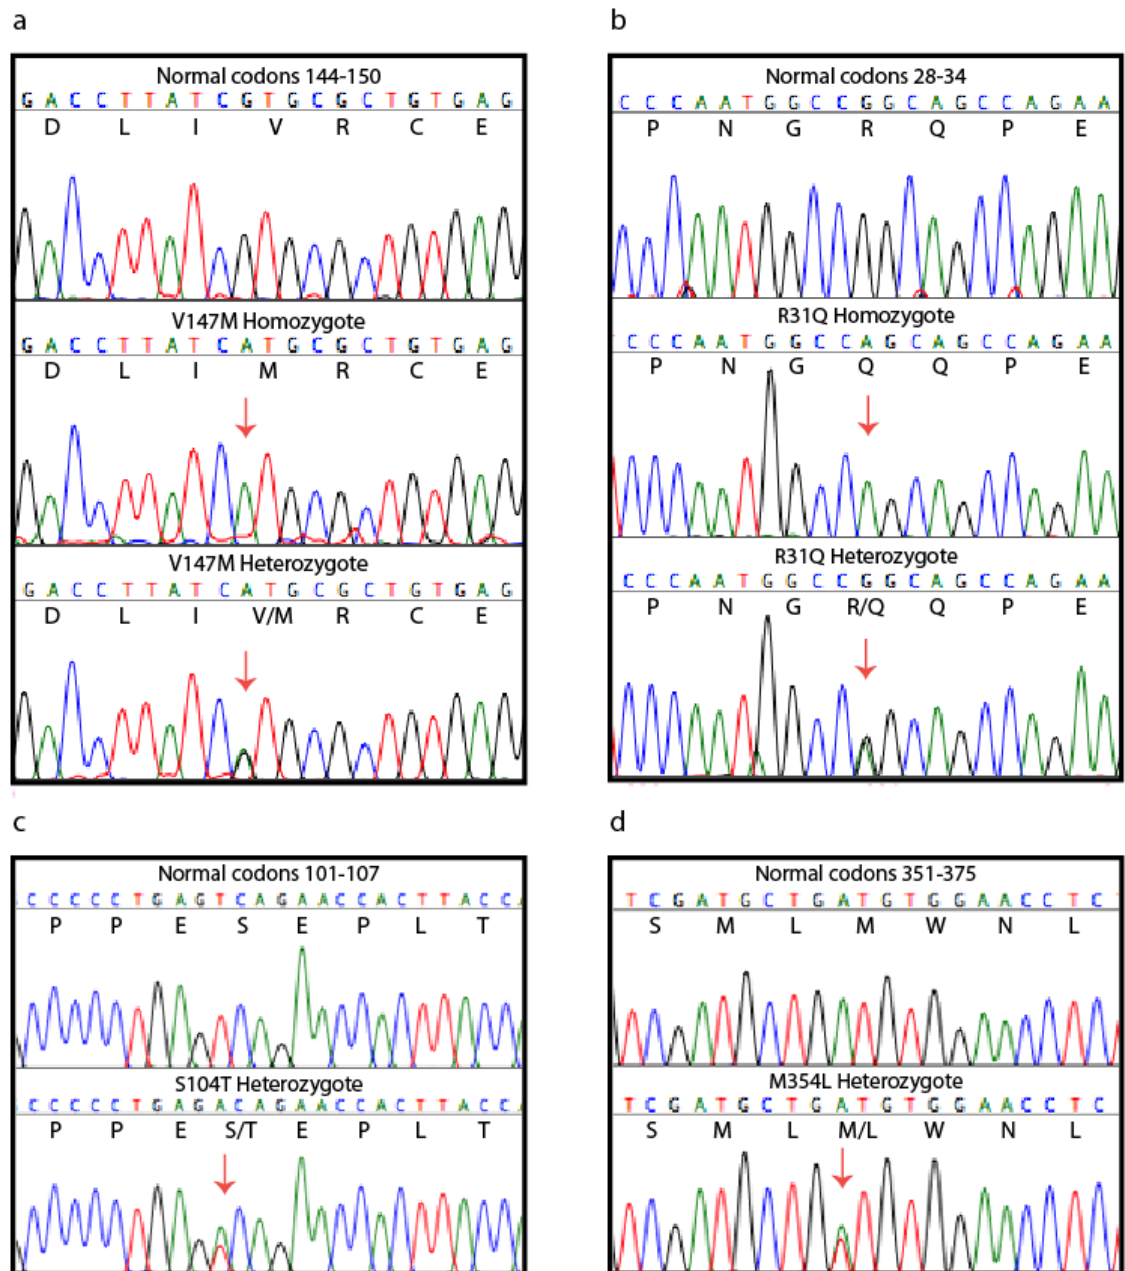 a
Normal codons 144-150
G A C C T T A T C G T G C G C T G T G A G
D L I V R C E
V147M Homozygote
G A C C T T A T C A T G C G C T G T G A G
D L I M R C E
V147M Heterozygote
G A C C T T A T C A T G C G C T G T G A G
D L I V/M R C E
b
Normal codons 28-34
C C C A A T G G C C G G C A G C C A G A A
P N G R Q P E
R31Q Homozygote
C C C A A T G G C C A G C A G C C A G A A
P N G Q Q P E
R31Q Heterozygote
C C C A A T G G C C G G C A G C C A G A A
P N G R/Q Q P E
c
Normal codons 101-107
C C C C C T G A G T C A G A A C C A C T T A C C
P P E S E P L T
S104T Heterozygote
C C C C C T G A G A C A G A A C C A C T T A C C
P P E S/T E P L T
d
Normal codons 351-375
T C G A T G C T G A T G T G G A A C C T C
S M L M W N L
M354L Heterozygote
T C G A T G C T G A T G T G G A A C C T C
S M L M/L W N L